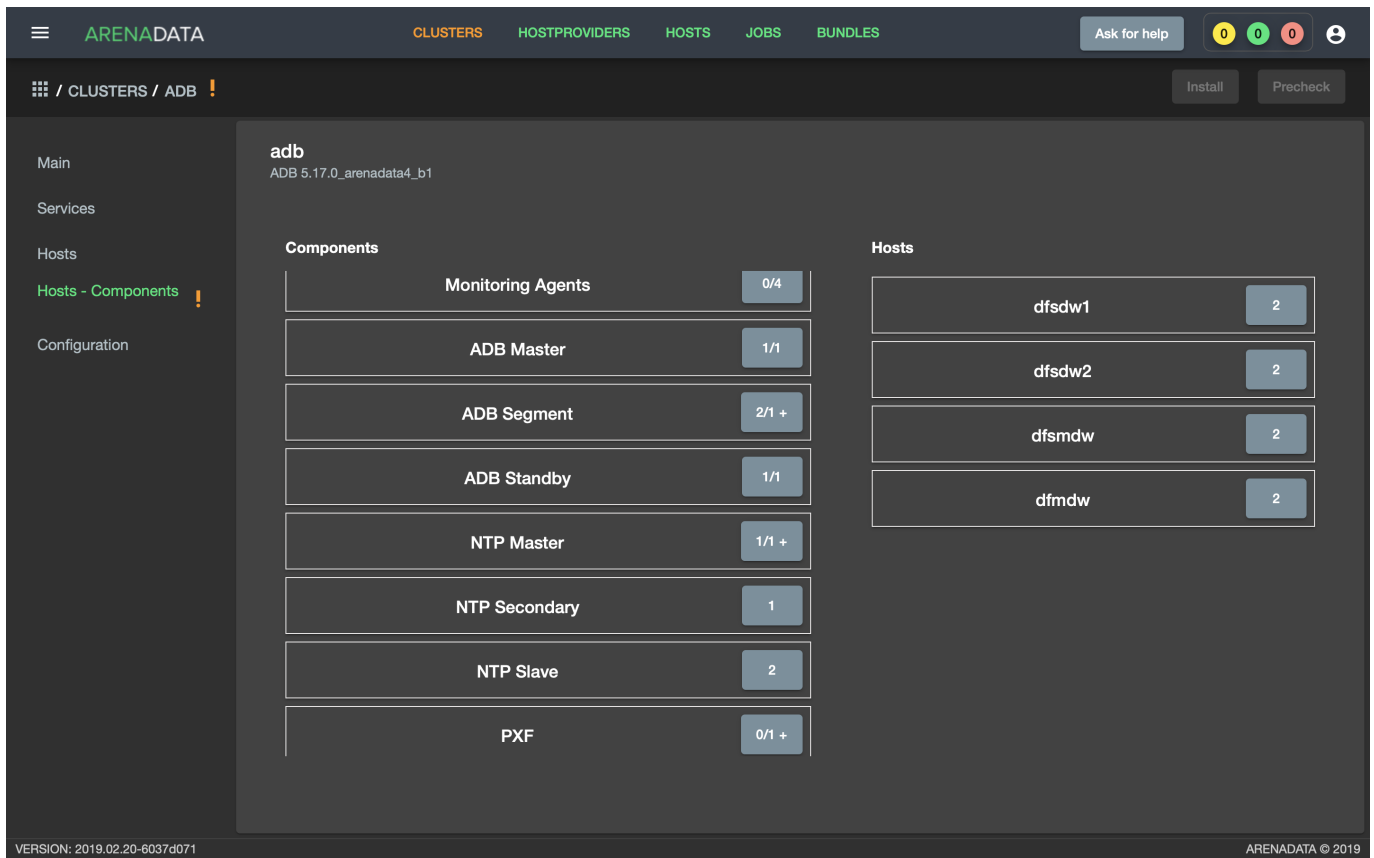 ARENADATA CLUSTERS HOSTPROVIDERS HOSTS JOBS BUNDLES Ask for help 0 0 0
/ CLUSTERS / ADB ! Install Precheck
Main
Services
Hosts
Hosts - Components !
Configuration
adb
ADB 5.17.0_arenadata4_b1
Components
Monitoring Agents 0/4
ADB Master 1/1
ADB Segment 2/1 +
ADB Standby 1/1
NTP Master 1/1 +
NTP Secondary 1
NTP Slave 2
PXF 0/1 +
Hosts
dfsdw1 2
dfsdw2 2
dfsmdw 2
dfmdw 2
VERSION: 2019.02.20-6037d071 ARENADATA © 2019